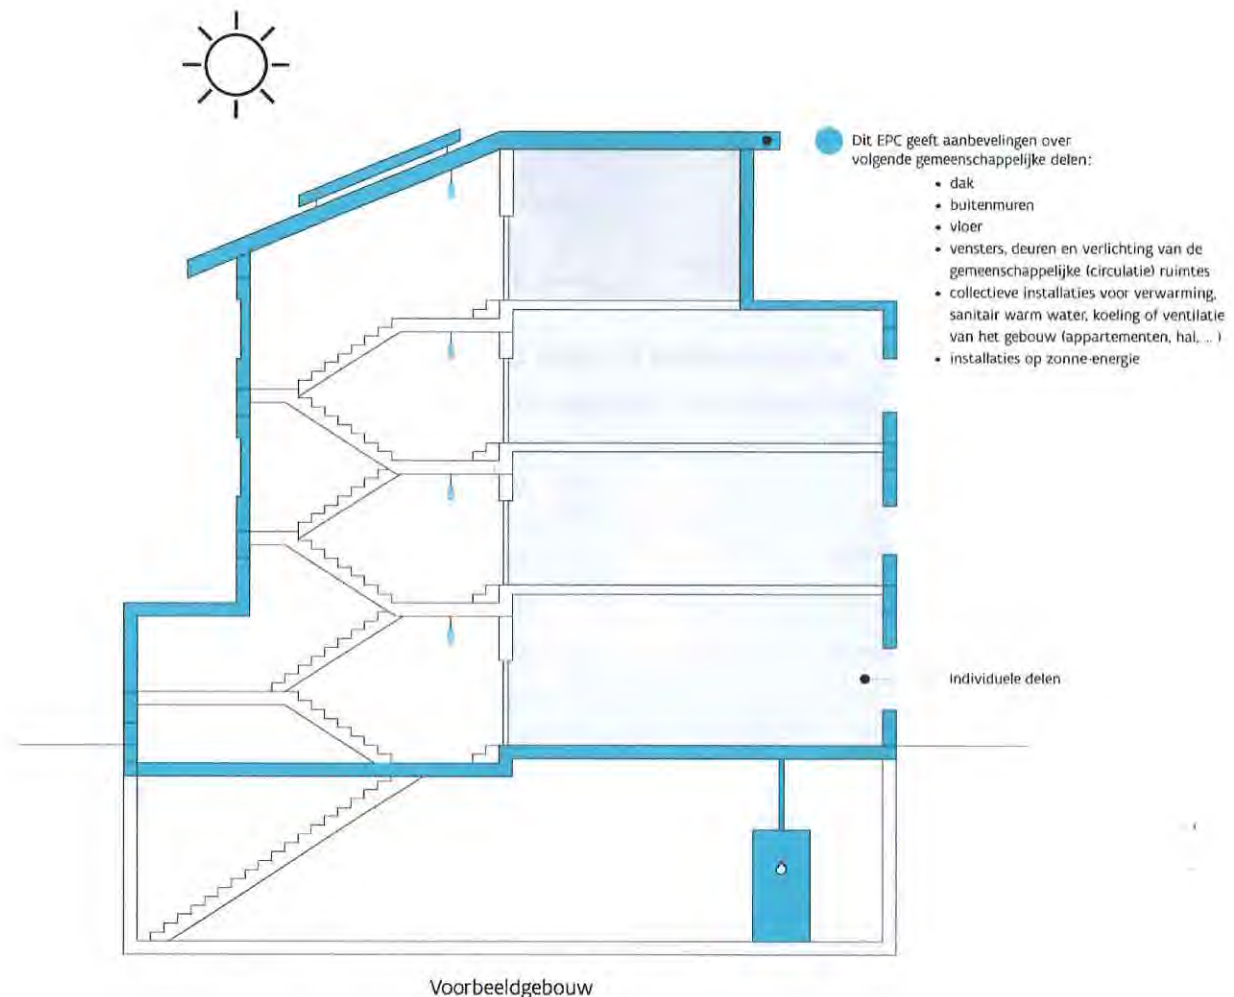 Dit EPC geeft aanbevelingen over
volgende gemeenschappelijke delen:
• dak
• buitenmuren
• vloer
• vensters, deuren en verlichting van de
gemeenschappelijke (circulatie) ruimtes
• collectieve installaties voor verwarming,
sanitair warm water, koeling of ventilatie
van het gebouw (appartementen, hal, ... )
• installaties op zonne-energie
Individuele delen
Voorbeeldgebouw